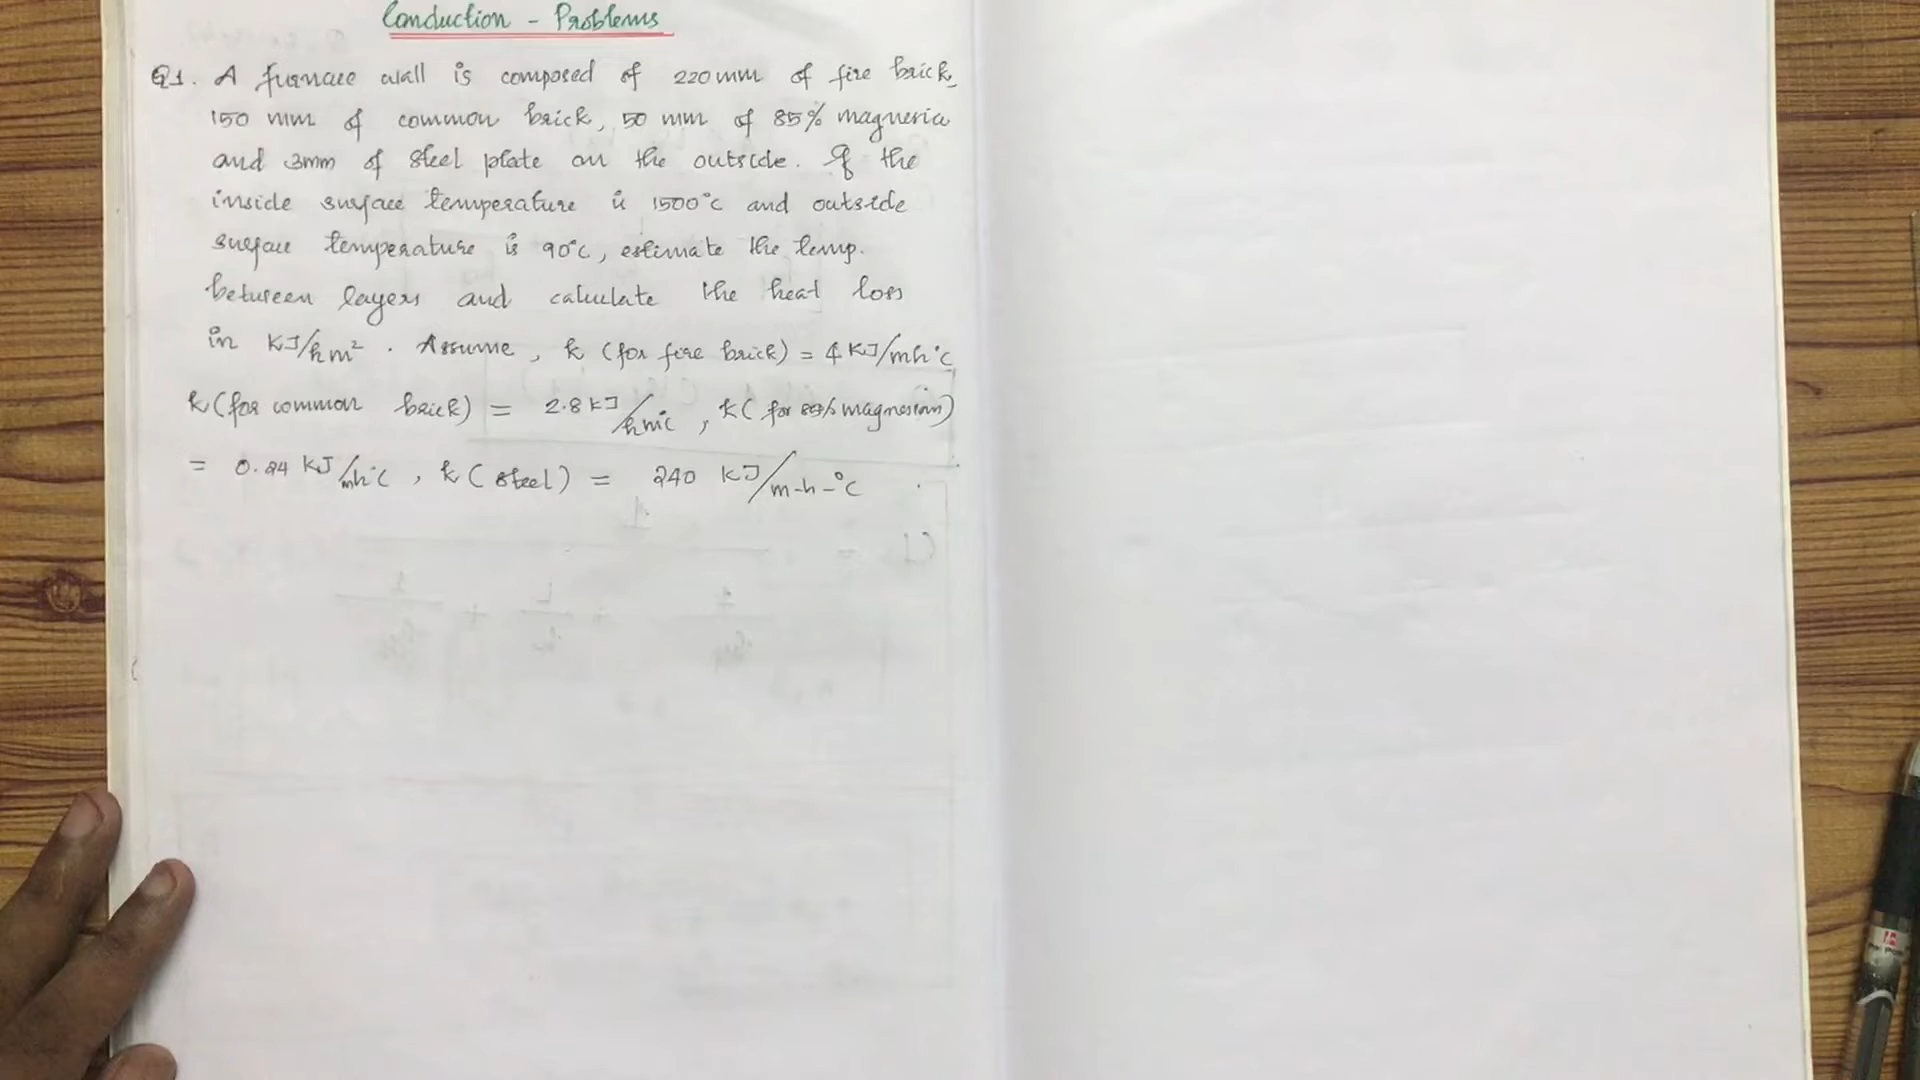 Conduction - Problems
Q1. A furnace wall is composed of 220 mm of fire brick,
150 mm of common brick, 50 mm of 85% magnesia
and 3mm of steel plate on the outside. If the
inside surface temperature is 1500°C and outside
surface temperature is 90°C, estimate the temp.
between layers and calculate the heat loss
in KJ/hm². Assume, k (for fire brick) = 4 KJ/mh°C
k (for common brick) = 2.8 KJ/hm°C, k (for 85% magnesia)
= 0.24 KJ/mh°C, k (steel) = 240 KJ/m-h-°C